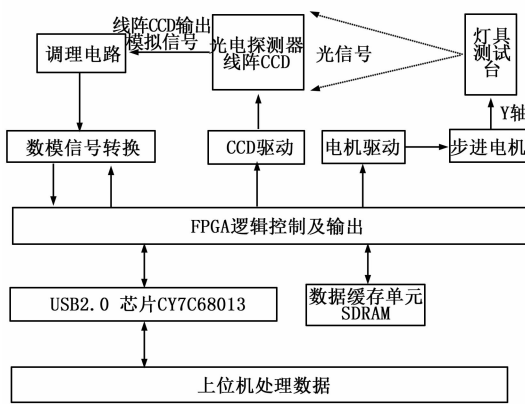 线阵CCD输出
模拟信号
调理电路
光电探测器
线阵CCD
光信号
灯具
测试
台
Y轴
数模信号转换
CCD驱动
电机驱动
步进电机
FPGA逻辑控制及输出
USB2.0 芯片CY7C68013
数据缓存单元
SDRAM
上位机处理数据